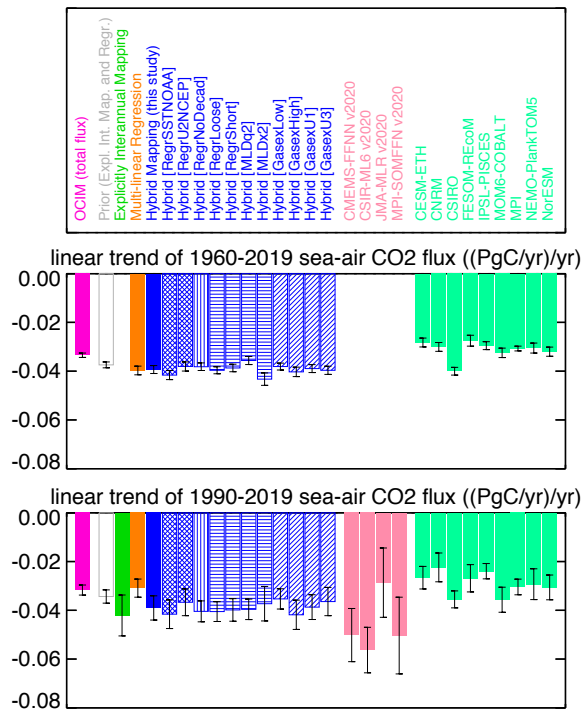 OCIM (total flux)
Prior (Expl. Int. Map. and Regr.)
Explicitly Interannual Mapping
Multi-linear Regression
Hybrid Mapping (this study)
Hybrid [RegrSSTNOAA]
Hybrid [RegrU2NCEP]
Hybrid [RegrNoDecad]
Hybrid [RegrLoose]
Hybrid [RegrShort]
Hybrid [MLDq2]
Hybrid [MLDx2]
Hybrid [GasexLow]
Hybrid [GasexHigh]
Hybrid [GasexU1]
Hybrid [GasexU3]
CMEMS-FFNN v2020
CSIR-ML6 v2020
JMA-MLR v2020
MPI-SOMFFN v2020
CESM-ETH
CNRM
CSIRO
FESOM-REcoM
IPSL-PISCES
MOM6-COBALT
MPI
NEMO-PlankTOM5
NorESM
linear trend of 1960-2019 sea-air CO2 flux ((PgC/yr)/yr)
0.00
-0.02
-0.04
-0.06
-0.08
linear trend of 1990-2019 sea-air CO2 flux ((PgC/yr)/yr)
0.00
-0.02
-0.04
-0.06
-0.08